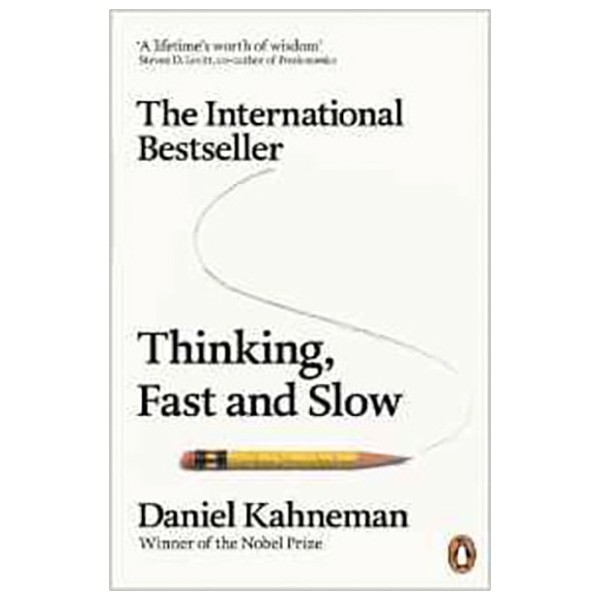 'A lifetime's worth of wisdom'
Steven D. Levitt, co-author of Freakonomics
The International
Bestseller
Thinking,
Fast and Slow
Daniel Kahneman
Winner of the Nobel Prize